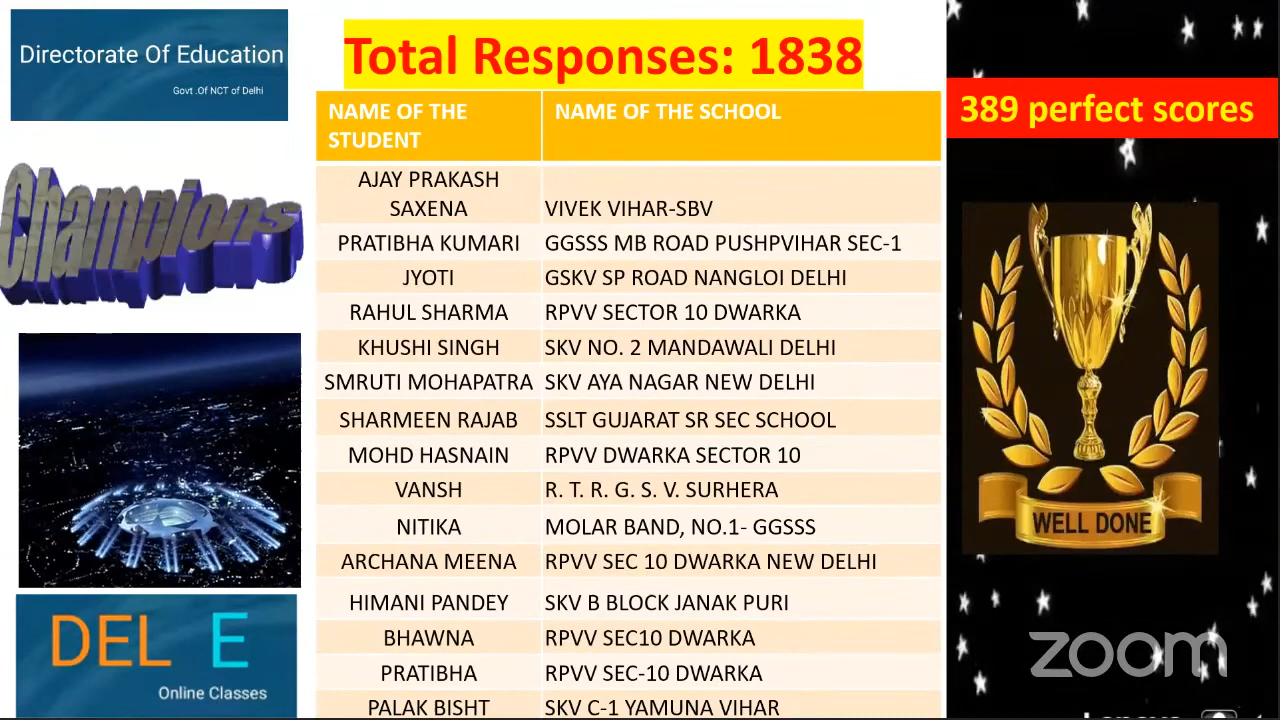 Directorate Of Education
Govt .Of NCT of Delhi
Champions
DEL E
Online Classes
Total Responses: 1838
NAME OF THE STUDENT | NAME OF THE SCHOOL
AJAY PRAKASH SAXENA | VIVEK VIHAR-SBV
PRATIBHA KUMARI | GGSSS MB ROAD PUSHPVIHAR SEC-1
JYOTI | GSKV SP ROAD NANGLOI DELHI
RAHUL SHARMA | RPVV SECTOR 10 DWARKA
KHUSHI SINGH | SKV NO. 2 MANDAWALI DELHI
SMRUTI MOHAPATRA | SKV AYA NAGAR NEW DELHI
SHARMEEN RAJAB | SSLT GUJARAT SR SEC SCHOOL
MOHD HASNAIN | RPVV DWARKA SECTOR 10
VANSH | R. T. R. G. S. V. SURHERA
NITIKA | MOLAR BAND, NO.1- GGSSS
ARCHANA MEENA | RPVV SEC 10 DWARKA NEW DELHI
HIMANI PANDEY | SKV B BLOCK JANAK PURI
BHAWNA | RPVV SEC10 DWARKA
PRATIBHA | RPVV SEC-10 DWARKA
PALAK BISHT | SKV C-1 YAMUNA VIHAR
389 perfect scores
WELL DONE
zoom